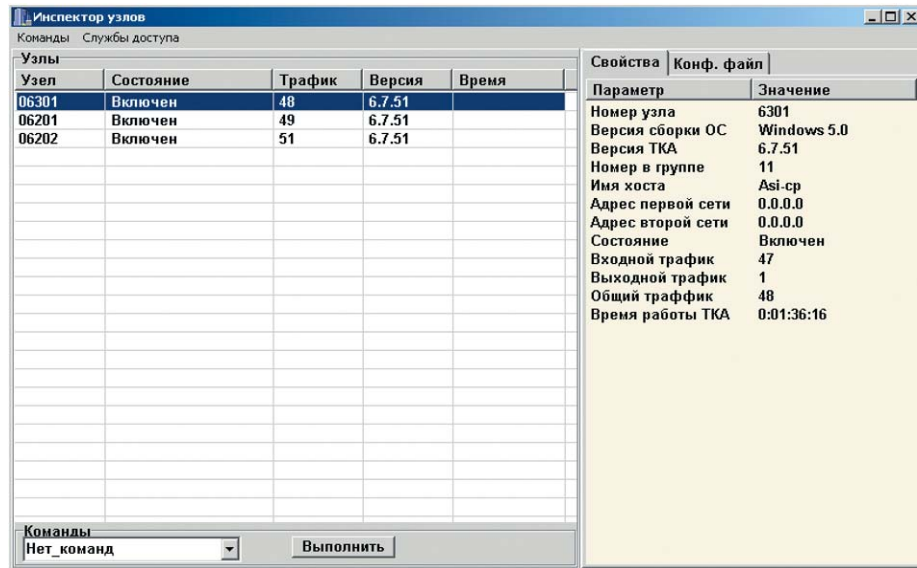 Инспектор узлов
Команды Службы доступа
Узлы
Узел Состояние Трафик Версия Время
06301 Включен 48 6.7.51
06201 Включен 49 6.7.51
06202 Включен 51 6.7.51
Команды
Нет_команд Выполнить
Свойства Конф. файл
Параметр Значение
Номер узла 6301
Версия сборки ОС Windows 5.0
Версия ТКА 6.7.51
Номер в группе 11
Имя хоста Asi-cp
Адрес первой сети 0.0.0.0
Адрес второй сети 0.0.0.0
Состояние Включен
Входной трафик 47
Выходной трафик 1
Общий траффик 48
Время работы ТКА 0:01:36:16